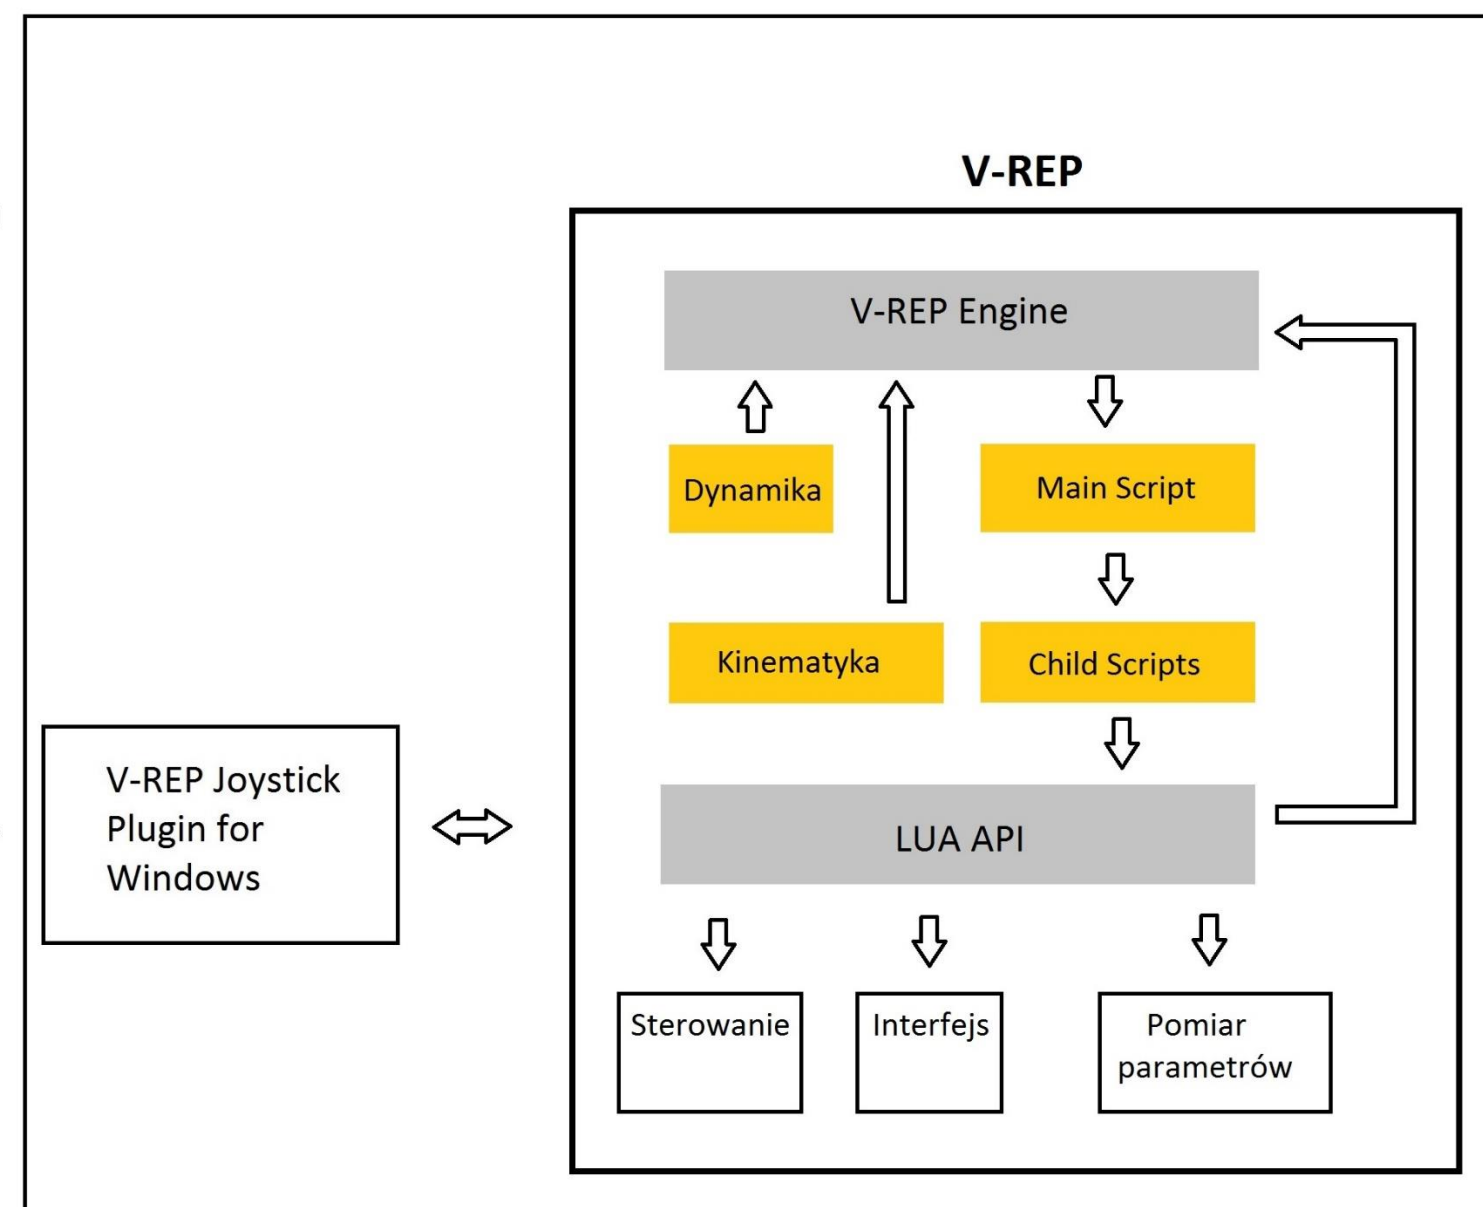 V-REP
V-REP Engine
Dynamika
Main Script
Kinematyka
Child Scripts
V-REP Joystick
Plugin for
Windows
LUA API
Sterowanie
Interfejs
Pomiar
parametrów